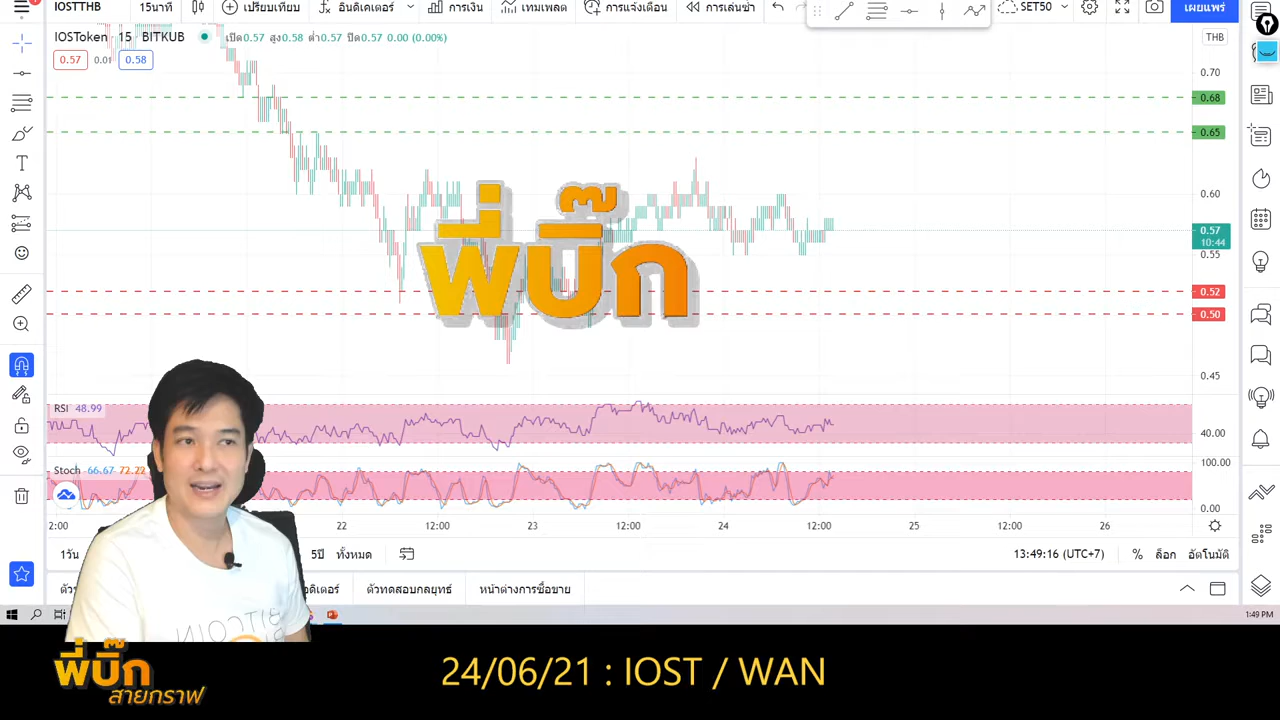 IOSTTHB 15นาที เปรียบเทียบ อินดิเคเตอร์ การเงิน เทมเพลต การแจ้งเตือน การเล่นซ้ำ SET50 เผยแพร่
IOSToken · 15 · BITKUB เปิด0.57 สูง0.58 ต่ำ0.57 ปิด0.57 0.00 (0.00%) THB
0.57 0.01 0.58
0.70
0.68
0.65
0.60
0.57
10:44
0.55
0.52
0.50
0.45
พี่บิ๊ก
RSI 48.99
40.00
Stoch 66.67 72.22
100.00
0.00
2:00 22 12:00 23 12:00 24 12:00 25 12:00 26
1วัน 5ปี ทั้งหมด 13:49:16 (UTC+7) % ล็อก อัตโนมัติ
ตัวทดสอบกลยุทธ์ หน้าต่างการซื้อขาย
1:49 PM
พี่บิ๊ก
สายกราฟ
24/06/21 : IOST / WAN